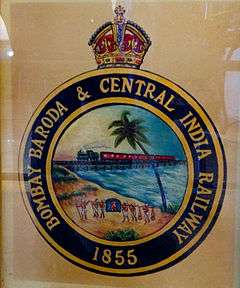 BOMBAY BARODA & CENTRAL INDIA RAILWAY
1855